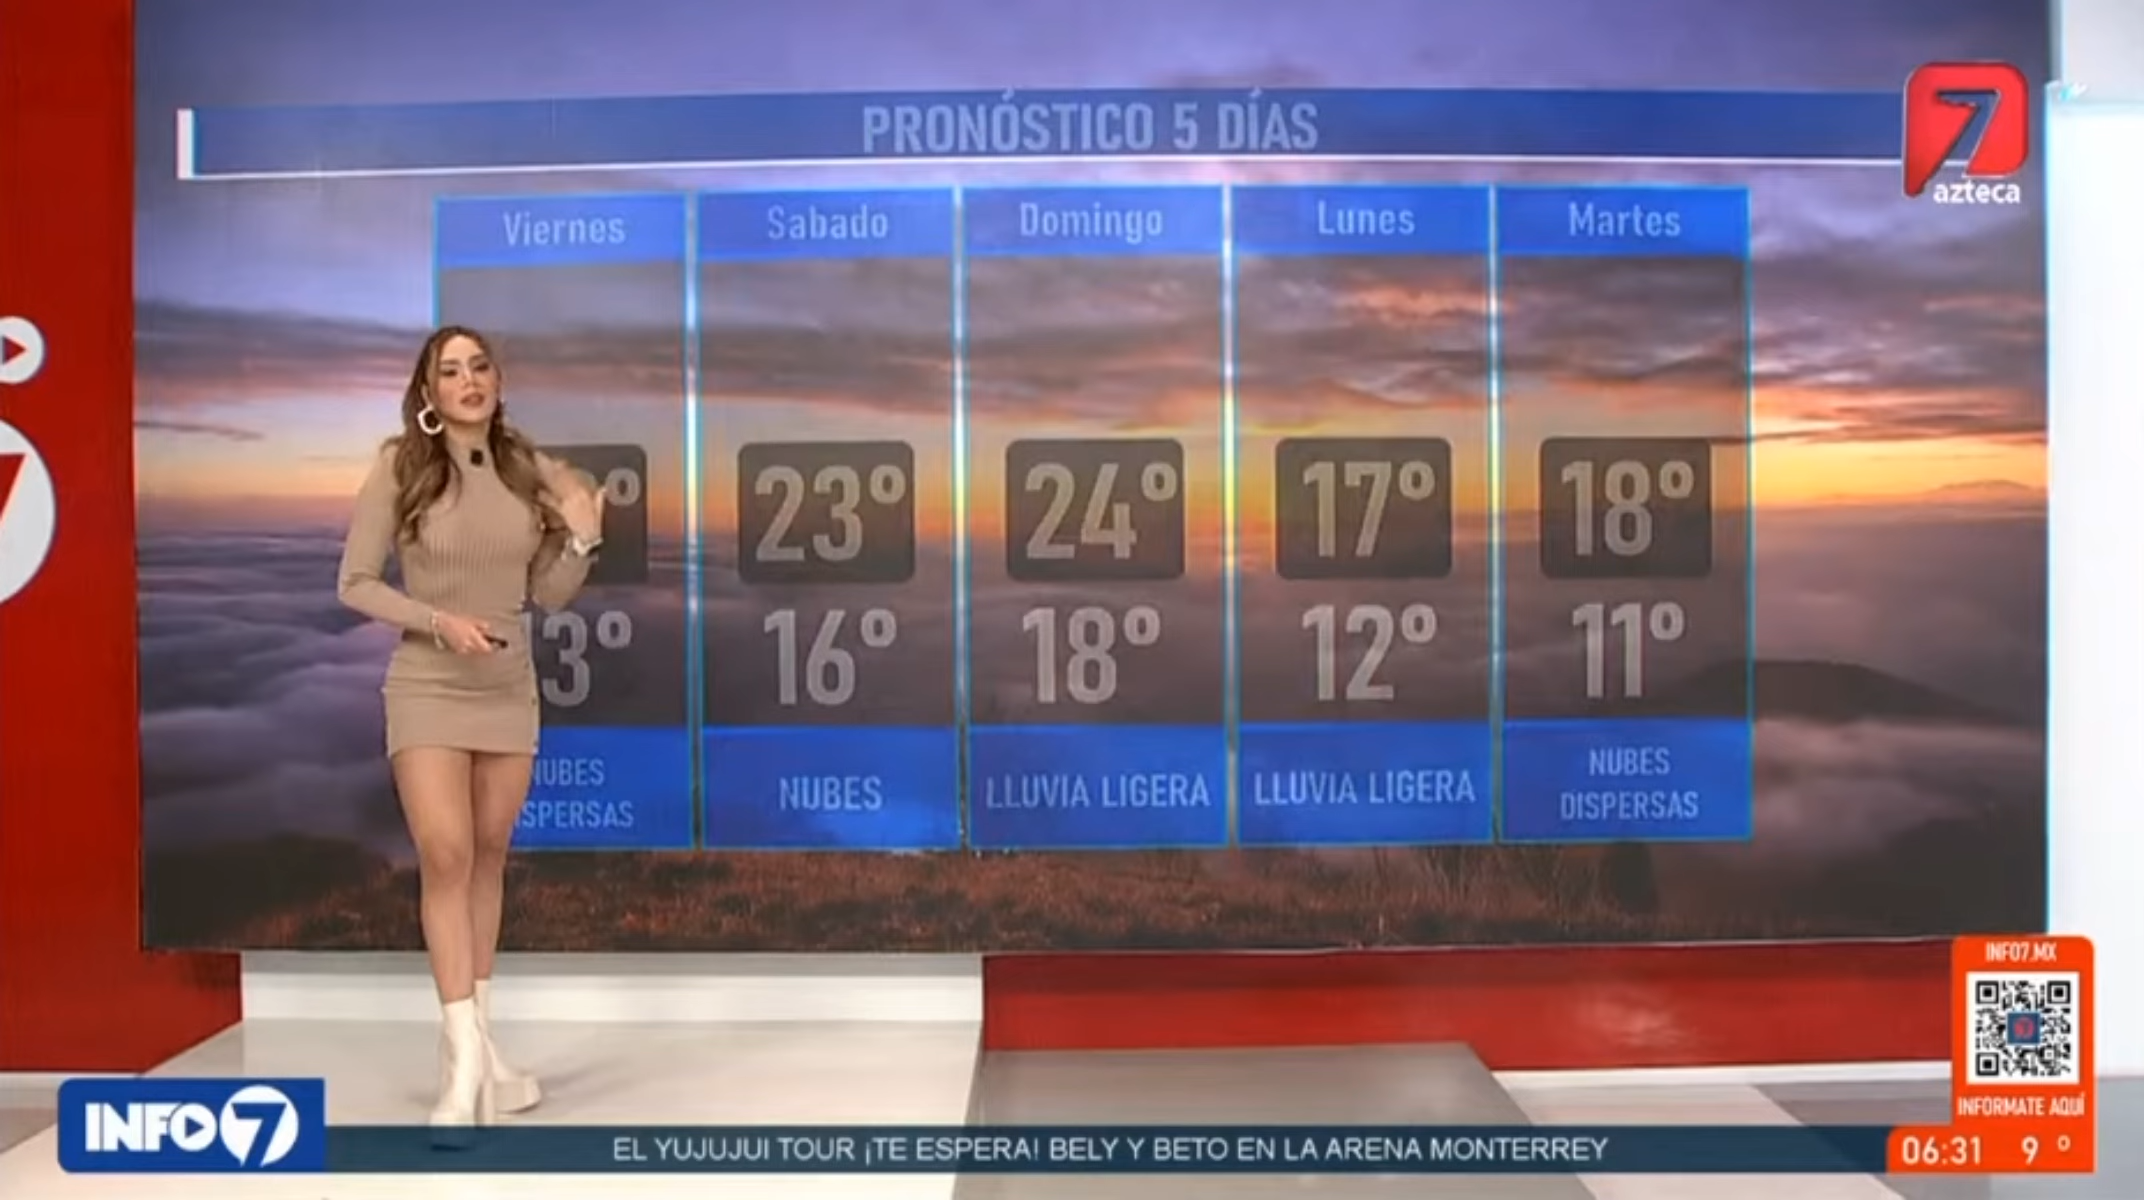 PRONÓSTICO 5 DÍAS
7
azteca
Viernes
Sabado
Domingo
Lunes
Martes
23°
24°
17°
18°
16°
18°
12°
11°
NUBES
LLUVIA LIGERA
LLUVIA LIGERA
NUBES
DISPERSAS
INFO7.MX
INFORMATE AQUÍ
INFO 7
EL YUJUJUI TOUR ¡TE ESPERA! BELY Y BETO EN LA ARENA MONTERREY
06:31 9°